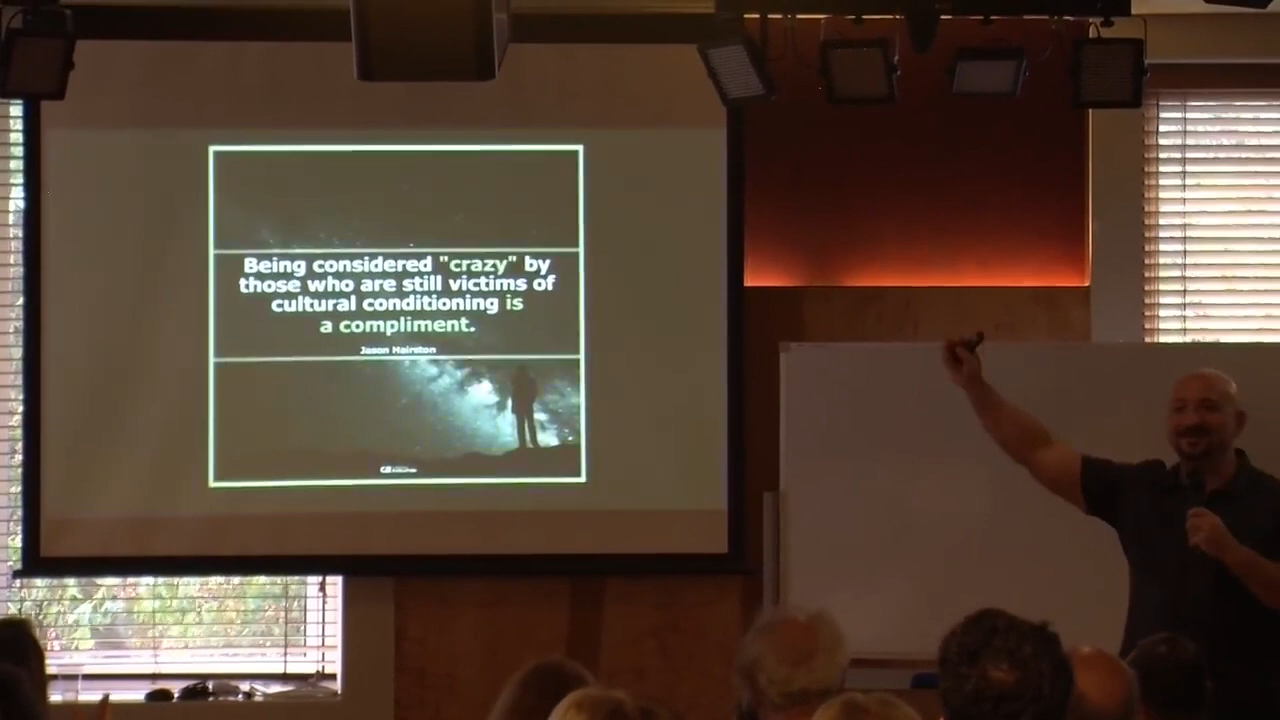 Being considered "crazy" by
those who are still victims of
cultural conditioning is
a compliment.
Jason Hairston